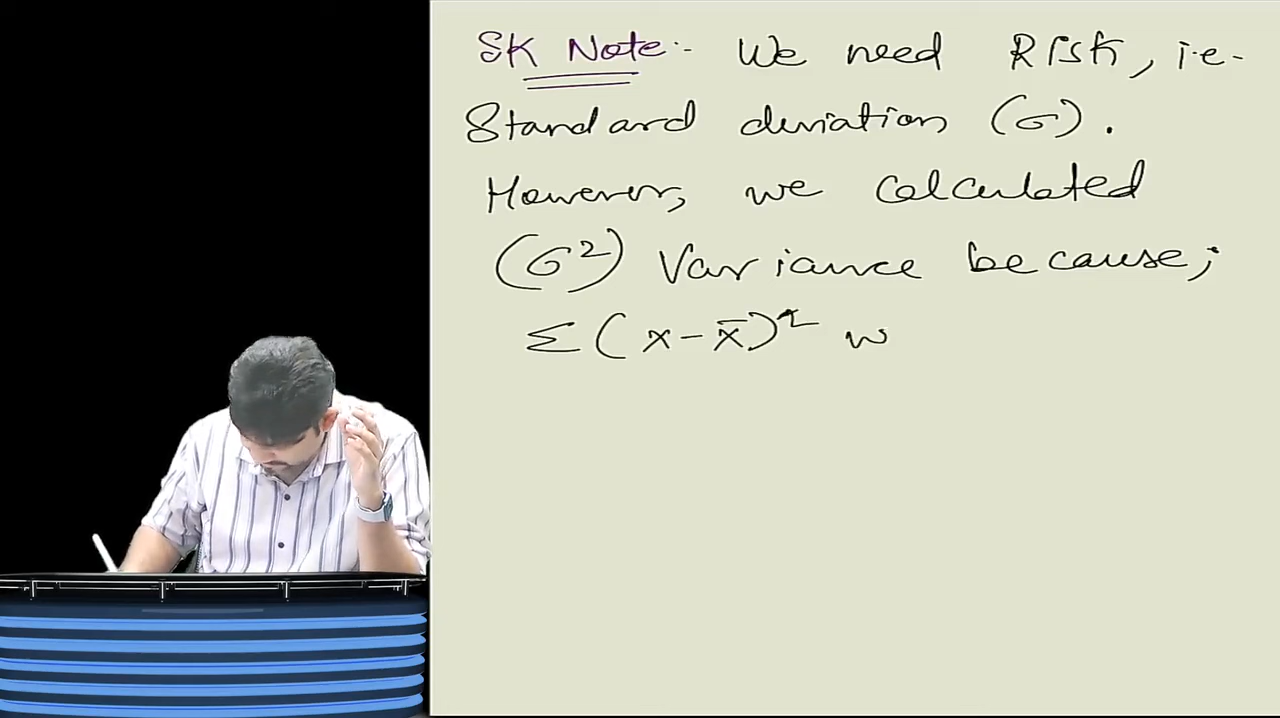 SK Note:- We need Risk, i.e.
Standard deviation (σ).
However, we calculated
(σ²) Variance because;
Σ(x-x̄)² w